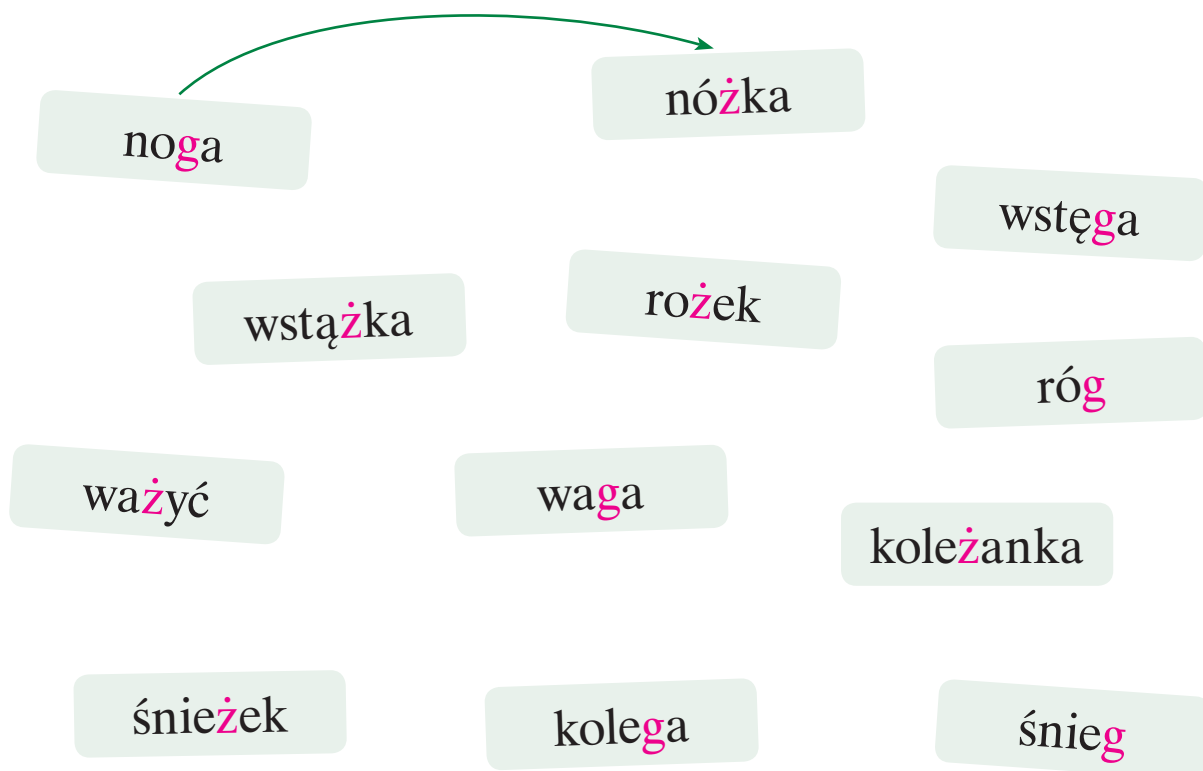 noga
nóżka
wstęga
wstążka
rożek
róg
ważyć
waga
koleżanka
śnieżek
kolega
śnieg